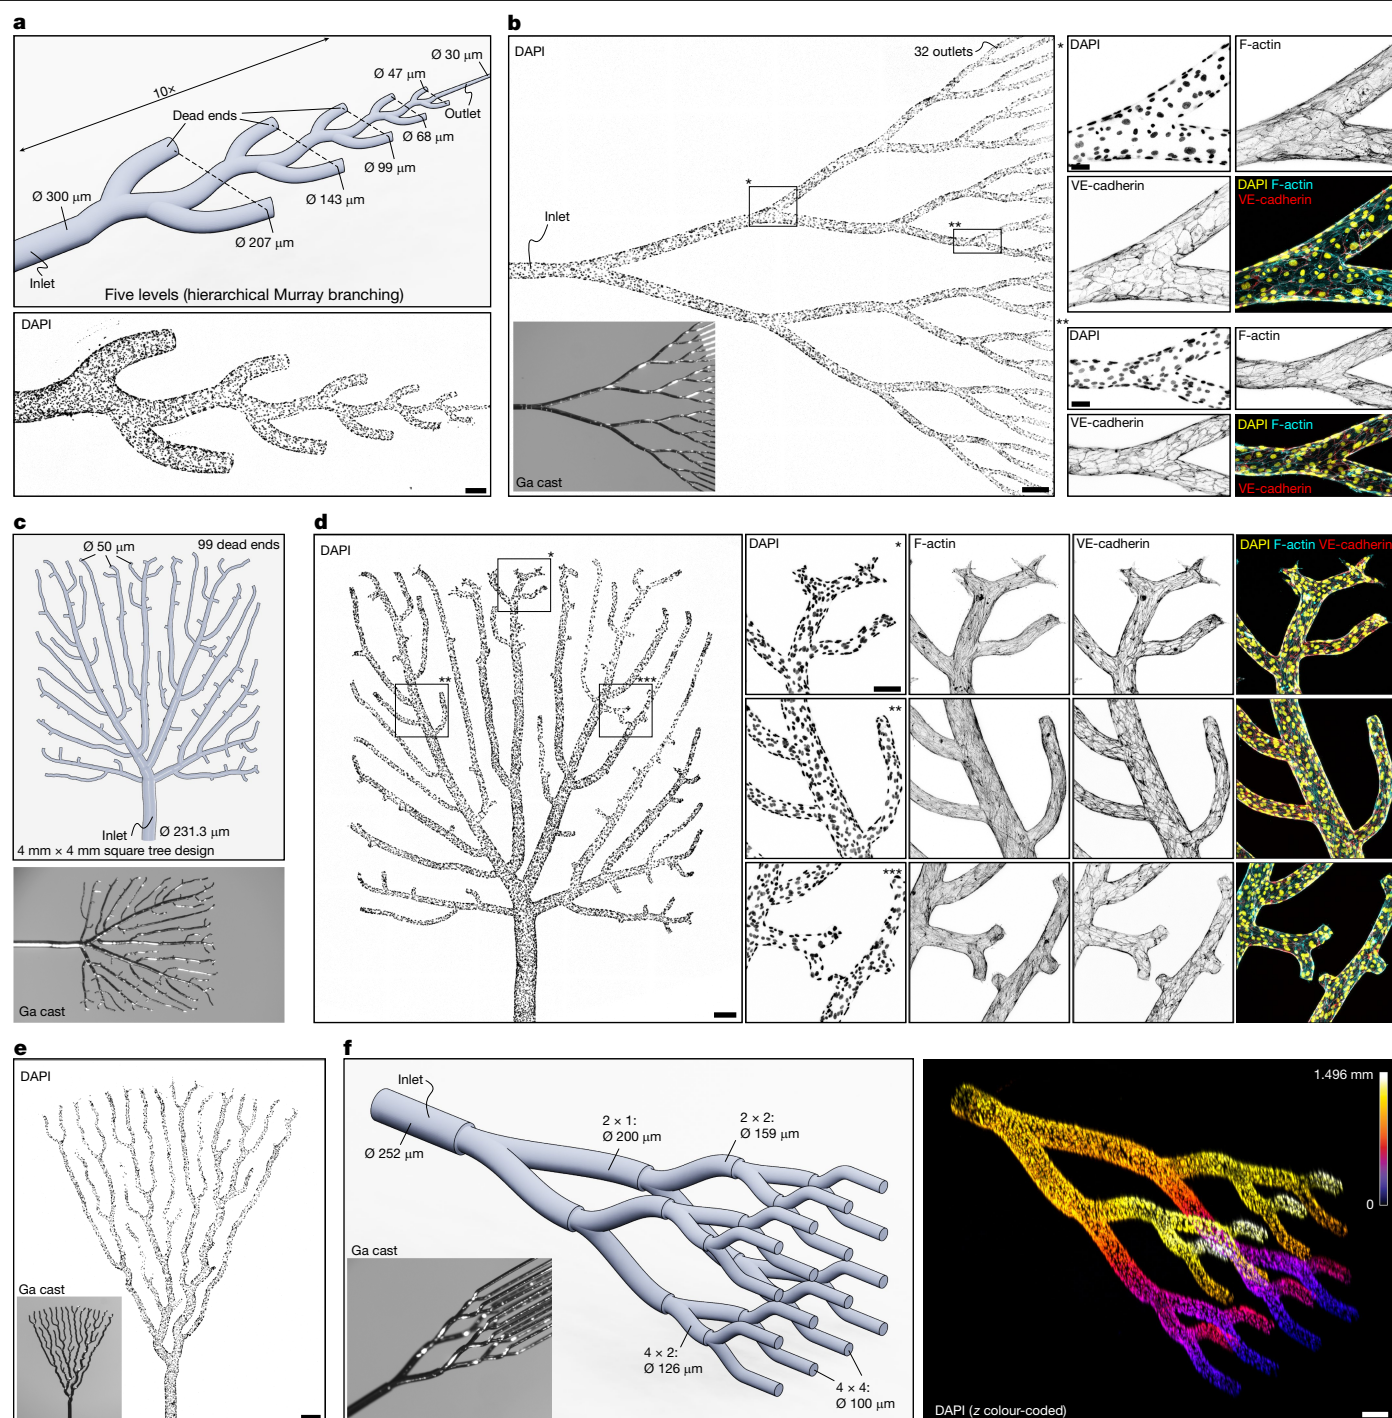 a
10×
Ø 30 μm
Ø 47 μm
Dead ends
Outlet
Ø 68 μm
Ø 99 μm
Ø 300 μm
Ø 143 μm
Ø 207 μm
Inlet
Five levels (hierarchical Murray branching)
DAPI
b
DAPI
32 outlets
Inlet
*
**
Ga cast
*
DAPI
F-actin
VE-cadherin
DAPI F-actin
VE-cadherin
**
DAPI
F-actin
VE-cadherin
DAPI F-actin
VE-cadherin
c
Ø 50 μm
99 dead ends
Inlet
Ø 231.3 μm
4 mm × 4 mm square tree design
Ga cast
d
DAPI
*
**
***
DAPI
*
F-actin
VE-cadherin
DAPI F-actin VE-cadherin
**
***
e
DAPI
Ga cast
f
Inlet
Ø 252 μm
2 × 1:
Ø 200 μm
2 × 2:
Ø 159 μm
Ga cast
4 × 2:
Ø 126 μm
4 × 4:
Ø 100 μm
1.496 mm
0
DAPI (z colour-coded)